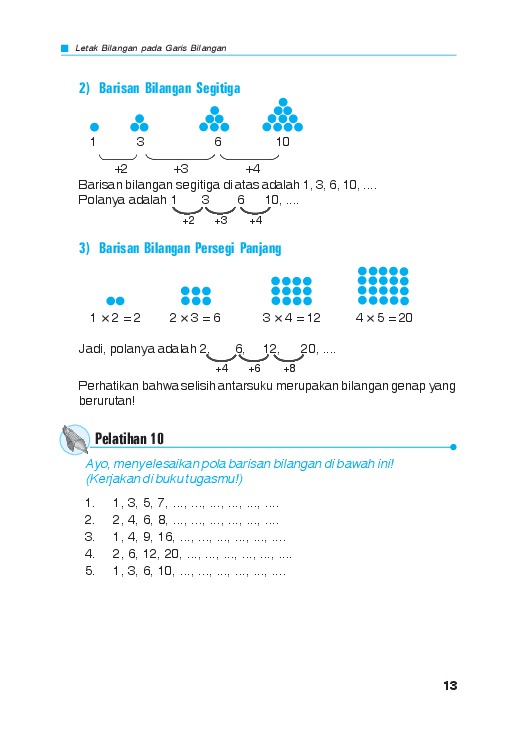 Letak Bilangan pada Garis Bilangan
2) Barisan Bilangan Segitiga
1 3 6 10
+2 +3 +4
Barisan bilangan segitiga di atas adalah 1, 3, 6, 10, ....
Polanya adalah 1 3 6 10, ....
+2 +3 +4
3) Barisan Bilangan Persegi Panjang
1 × 2 = 2 2 × 3 = 6 3 × 4 = 12 4 × 5 = 20
Jadi, polanya adalah 2, 6, 12, 20, ....
+4 +6 +8
Perhatikan bahwa selisih antarsuku merupakan bilangan genap yang
berurutan!
Pelatihan 10
Ayo, menyelesaikan pola barisan bilangan di bawah ini!
(Kerjakan di buku tugasmu!)
1. 1, 3, 5, 7, ..., ..., ..., ..., ..., ....
2. 2, 4, 6, 8, ..., ..., ..., ..., ..., ....
3. 1, 4, 9, 16, ..., ..., ..., ..., ..., ....
4. 2, 6, 12, 20, ..., ..., ..., ..., ..., ....
5. 1, 3, 6, 10, ..., ..., ..., ..., ..., ....
13